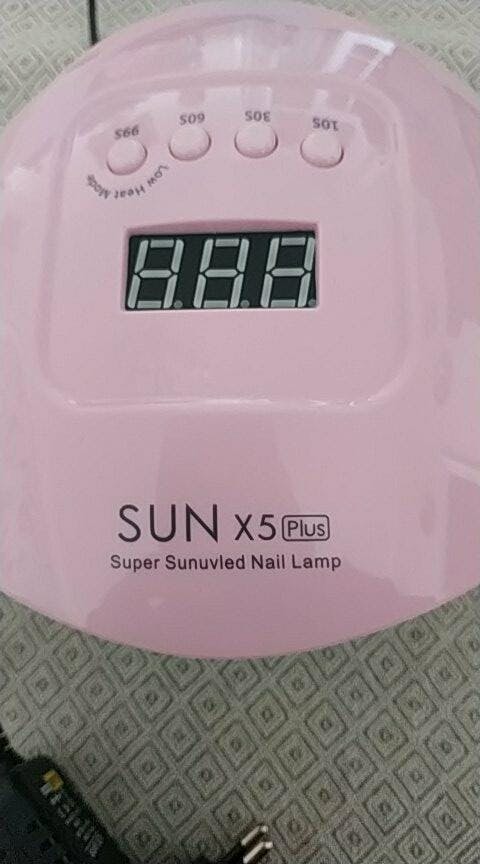 99S 60S 30S 10S
Low Heat Mode
SUN X5 Plus
Super Sunuvled Nail Lamp